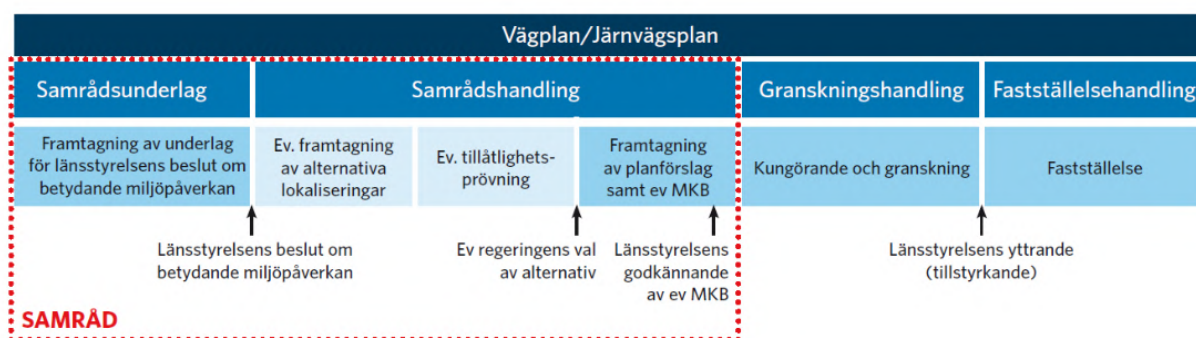 Vägplan/Järnvägsplan
Samrådsunderlag
Samrådshandling
Granskningshandling
Fastställelsehandling
Framtagning av underlag
för länsstyrelsens beslut om
betydande miljöpåverkan
Ev. framtagning
av alternativa
lokaliseringar
Ev. tillåtlighets-
prövning
Framtagning
av planförslag
samt ev MKB
Kungörande och granskning
Fastställelse
Länsstyrelsens beslut om
betydande miljöpåverkan
Ev regeringens val
av alternativ
Länsstyrelsens
godkännande
av ev MKB
Länsstyrelsens yttrande
(tillstyrkande)
SAMRÅD